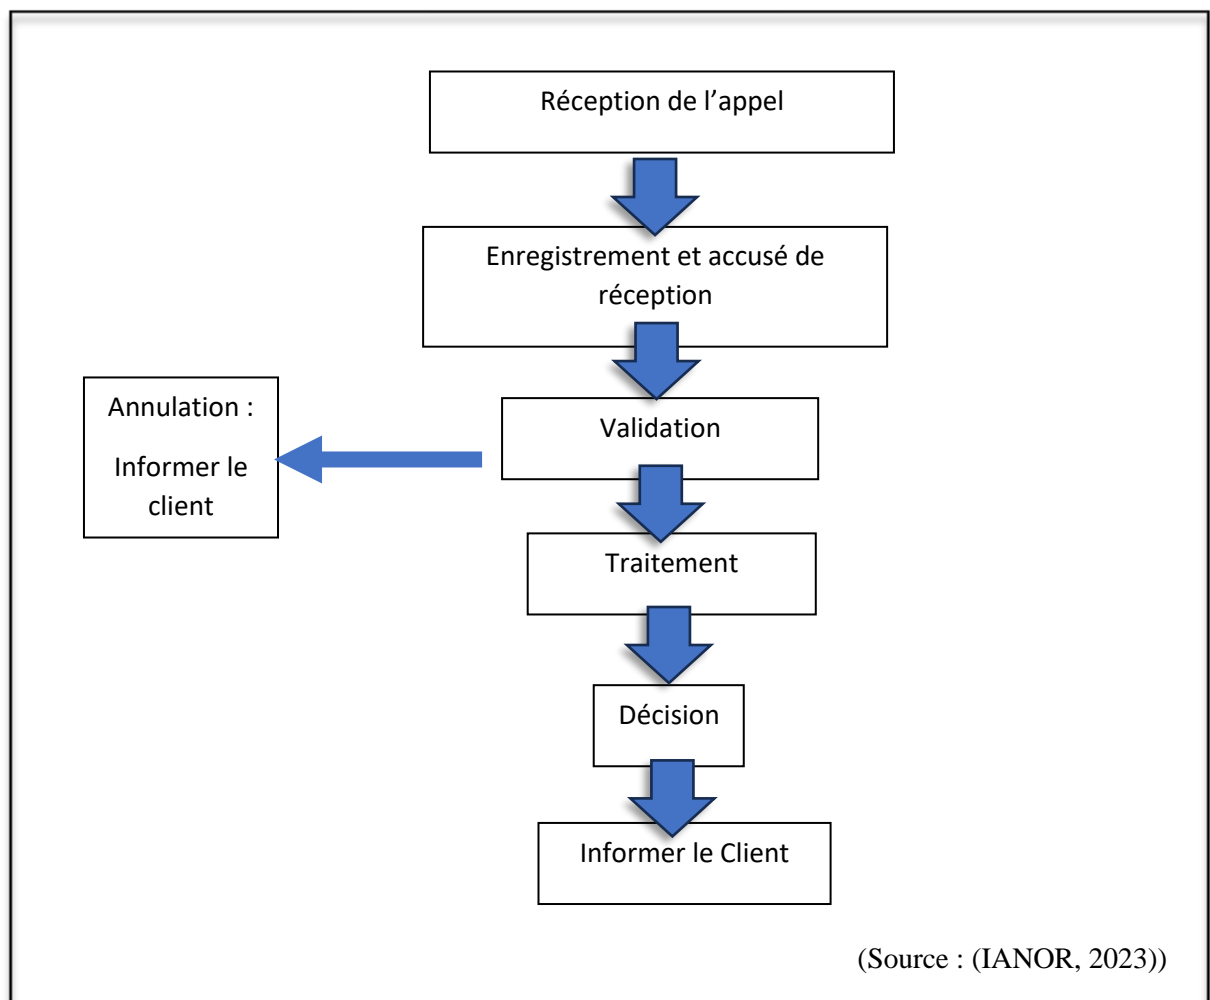 Réception de l’appel
Enregistrement et accusé de
réception
Annulation :
Informer le
client
Validation
Traitement
Décision
Informer le Client
(Source : (IANOR, 2023))